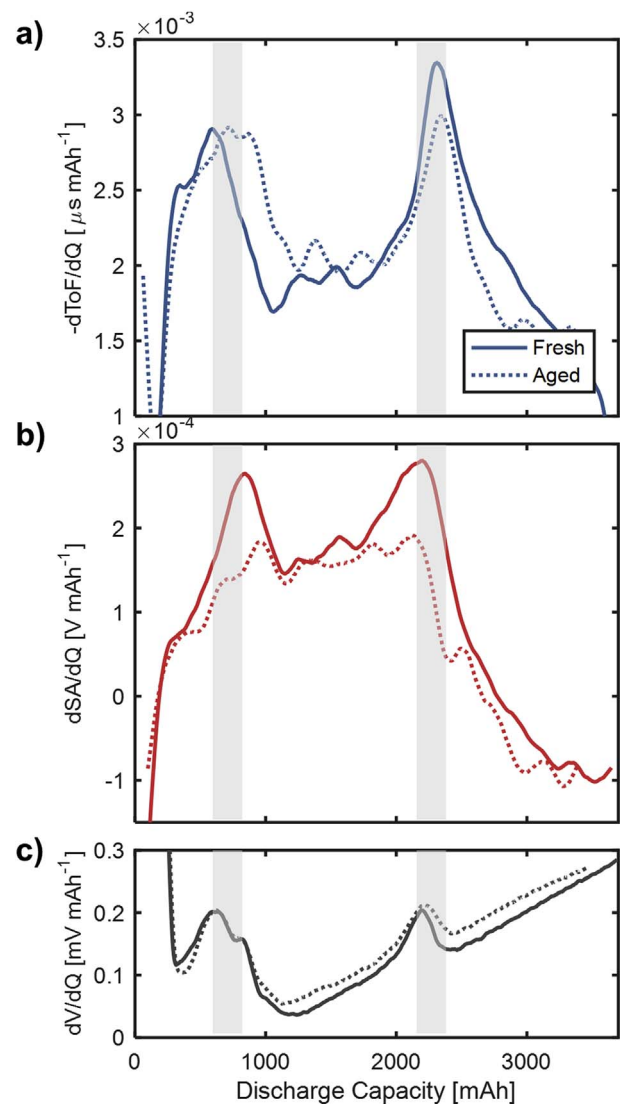 a)
×10⁻³
3.5
3
2.5
2
1.5
1
-dToF/dQ [ μs mAh⁻¹]
Fresh
Aged
b)
×10⁻⁴
3
2
1
0
-1
dSA/dQ [V mAh⁻¹]
c)
0.3
0.2
0.1
0
dV/dQ [mV mAh⁻¹]
0 1000 2000 3000
Discharge Capacity [mAh]